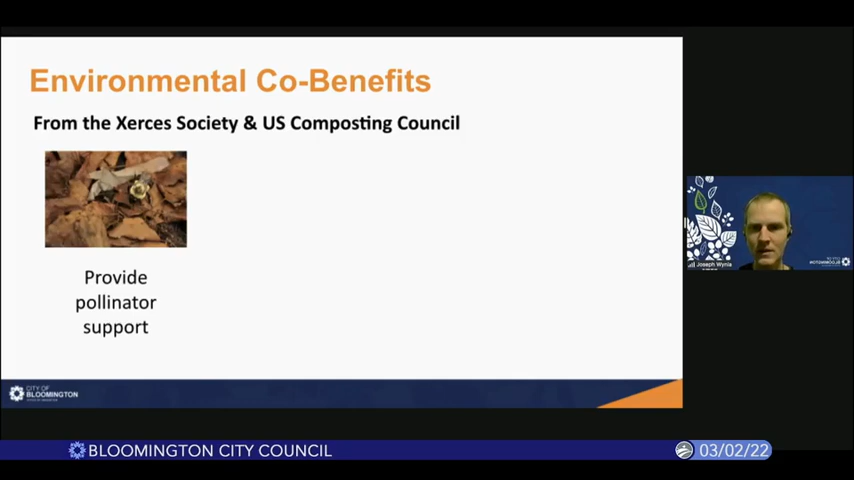 Environmental Co-Benefits
From the Xerces Society & US Composting Council
Provide
pollinator
support
CITY OF
BLOOMINGTON
Joseph Wynia
BLOOMINGTON CITY COUNCIL
03/02/22